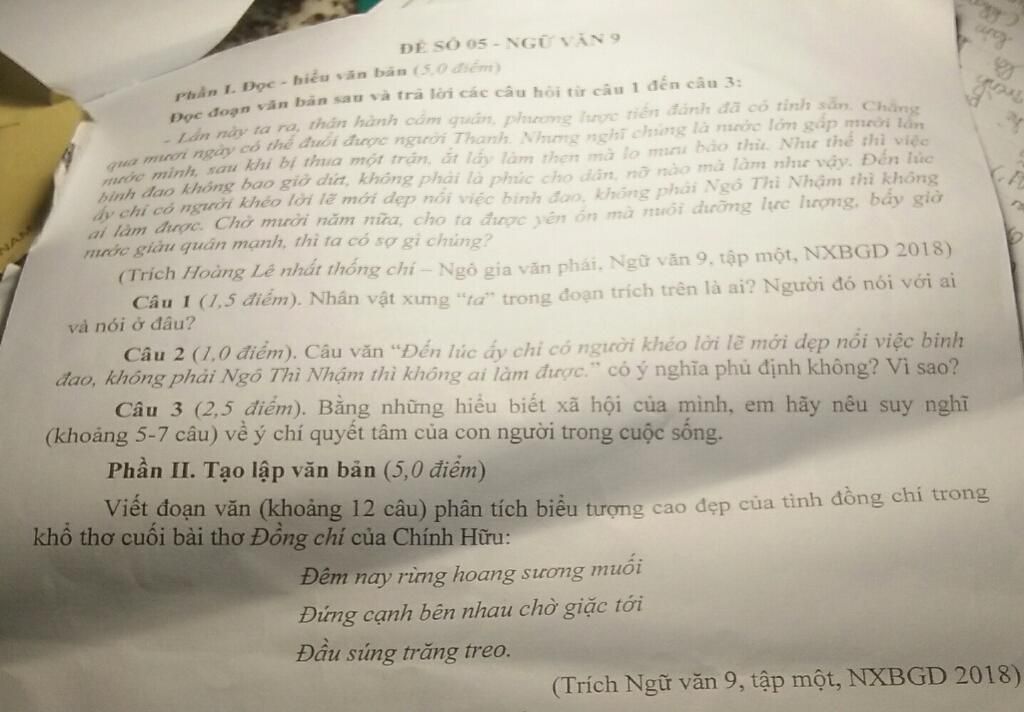 ĐỀ SỐ 05 - NGỮ VĂN 9
Phần I. Đọc - hiểu văn bản (5,0 điểm)
Đọc đoạn văn bản sau và trả lời các câu hỏi từ câu 1 đến câu 3:
- Lần này ta ra, thân hành cầm quân, phương lược tiến đánh đã có tính sẵn. Chẳng
qua mươi ngày có thể đuổi được người Thanh. Nhưng nghĩ chúng là nước lớn gấp mười lần
nước mình, sau khi bị thua một trận, ắt lấy làm thẹn mà lo mưu báo thù. Như thế thì việc
binh đao không bao giờ dứt, không phải là phúc cho dân, nỡ nào mà làm như vậy. Đến lúc
ấy chỉ có người khéo lời lẽ mới dẹp nổi việc binh đao, không phải Ngô Thì Nhậm thì không
ai làm được. Chờ mười năm nữa, cho ta được yên ổn mà nuôi dưỡng lực lượng, bấy giờ
nước giàu quân mạnh, thì ta có sợ gì chúng?
(Trích Hoàng Lê nhất thống chí – Ngô gia văn phái, Ngữ văn 9, tập một, NXBGD 2018)
Câu 1 (1,5 điểm). Nhân vật xưng “ta” trong đoạn trích trên là ai? Người đó nói với ai
và nói ở đâu?
Câu 2 (1,0 điểm). Câu văn “Đến lúc ấy chỉ có người khéo lời lẽ mới dẹp nổi việc binh
đao, không phải Ngô Thì Nhậm thì không ai làm được.” có ý nghĩa phủ định không? Vì sao?
Câu 3 (2,5 điểm). Bằng những hiểu biết xã hội của mình, em hãy nêu suy nghĩ
(khoảng 5-7 câu) về ý chí quyết tâm của con người trong cuộc sống.
Phần II. Tạo lập văn bản (5,0 điểm)
Viết đoạn văn (khoảng 12 câu) phân tích biểu tượng cao đẹp của tình đồng chí trong
khổ thơ cuối bài thơ Đồng chí của Chính Hữu:
Đêm nay rừng hoang sương muối
Đứng cạnh bên nhau chờ giặc tới
Đầu súng trăng treo.
(Trích Ngữ văn 9, tập một, NXBGD 2018)